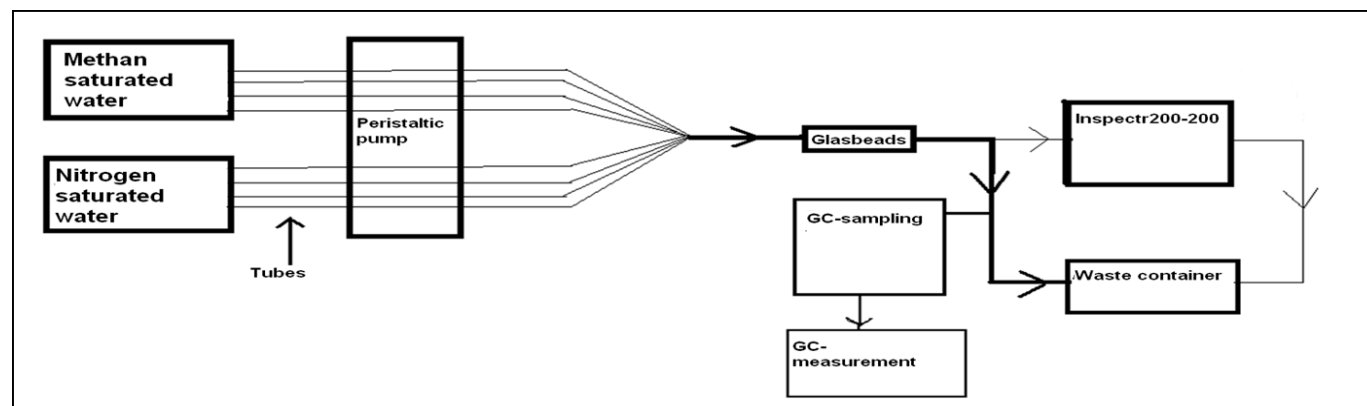 Methan
saturated
water
Nitrogen
saturated
water
Tubes
Peristaltic
pump
Glasbeads
Inspectr200-200
GC-sampling
Waste container
GC-
measurement